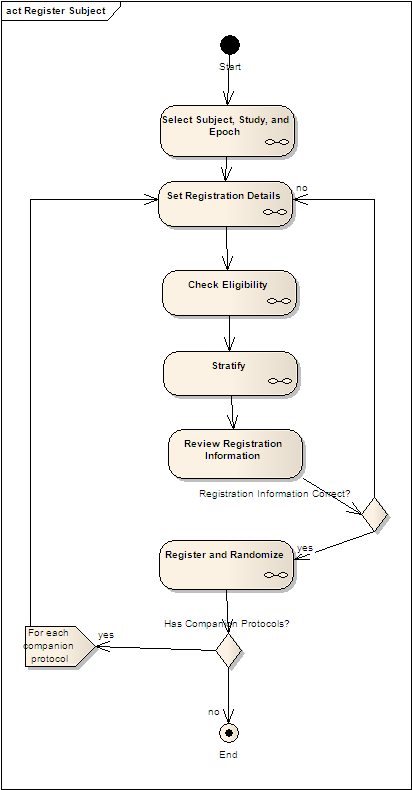 act Register Subject
Start
Select Subject, Study, and
Epoch
Set Registration Details
no
Check Eligibility
Stratify
Review Registration
Information
Registration Information Correct?
yes
Register and Randomize
Has Companion Protocols?
yes
For each
companion
protocol
no
End